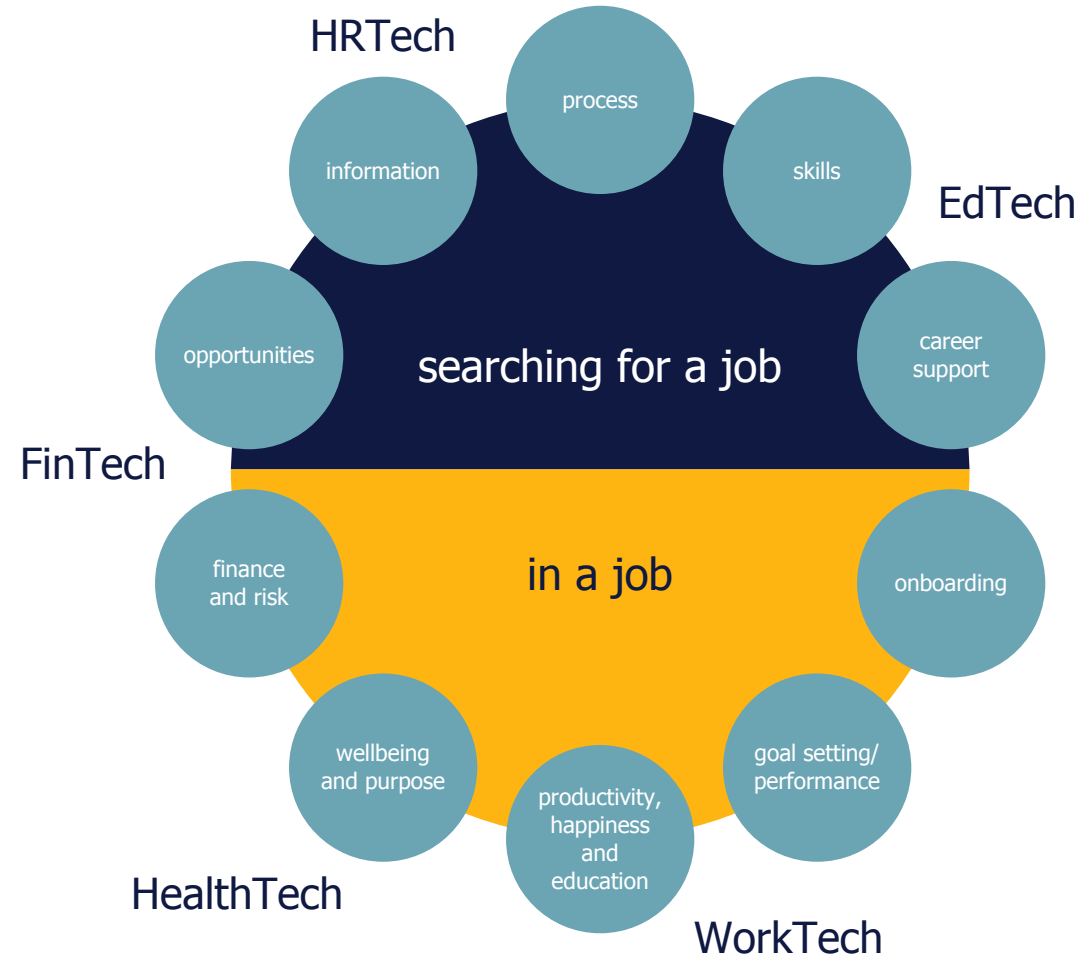 HRTech
process
information
skills
EdTech
opportunities
career
support
searching for a job
FinTech
finance
and risk
in a job
onboarding
wellbeing
and purpose
goal setting/
performance
productivity,
happiness
and
education
HealthTech
WorkTech